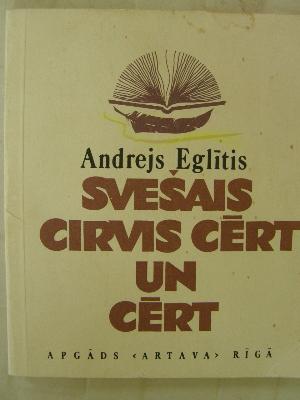 Andrejs Eglītis
SVEŠAIS
CIRVIS CĒRT
UN
CĒRT
APGĀDS ‹ARTAVA› RĪGĀ